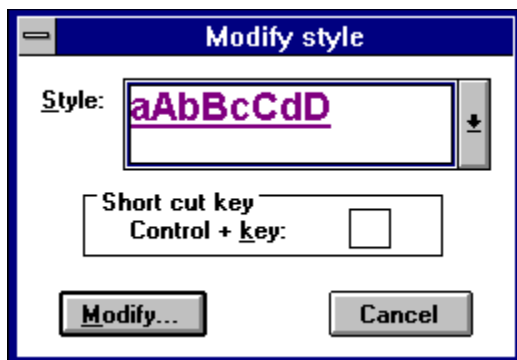 Modify style
Style: aAbBcCdD
Short cut key
Control + key:
Modify... Cancel